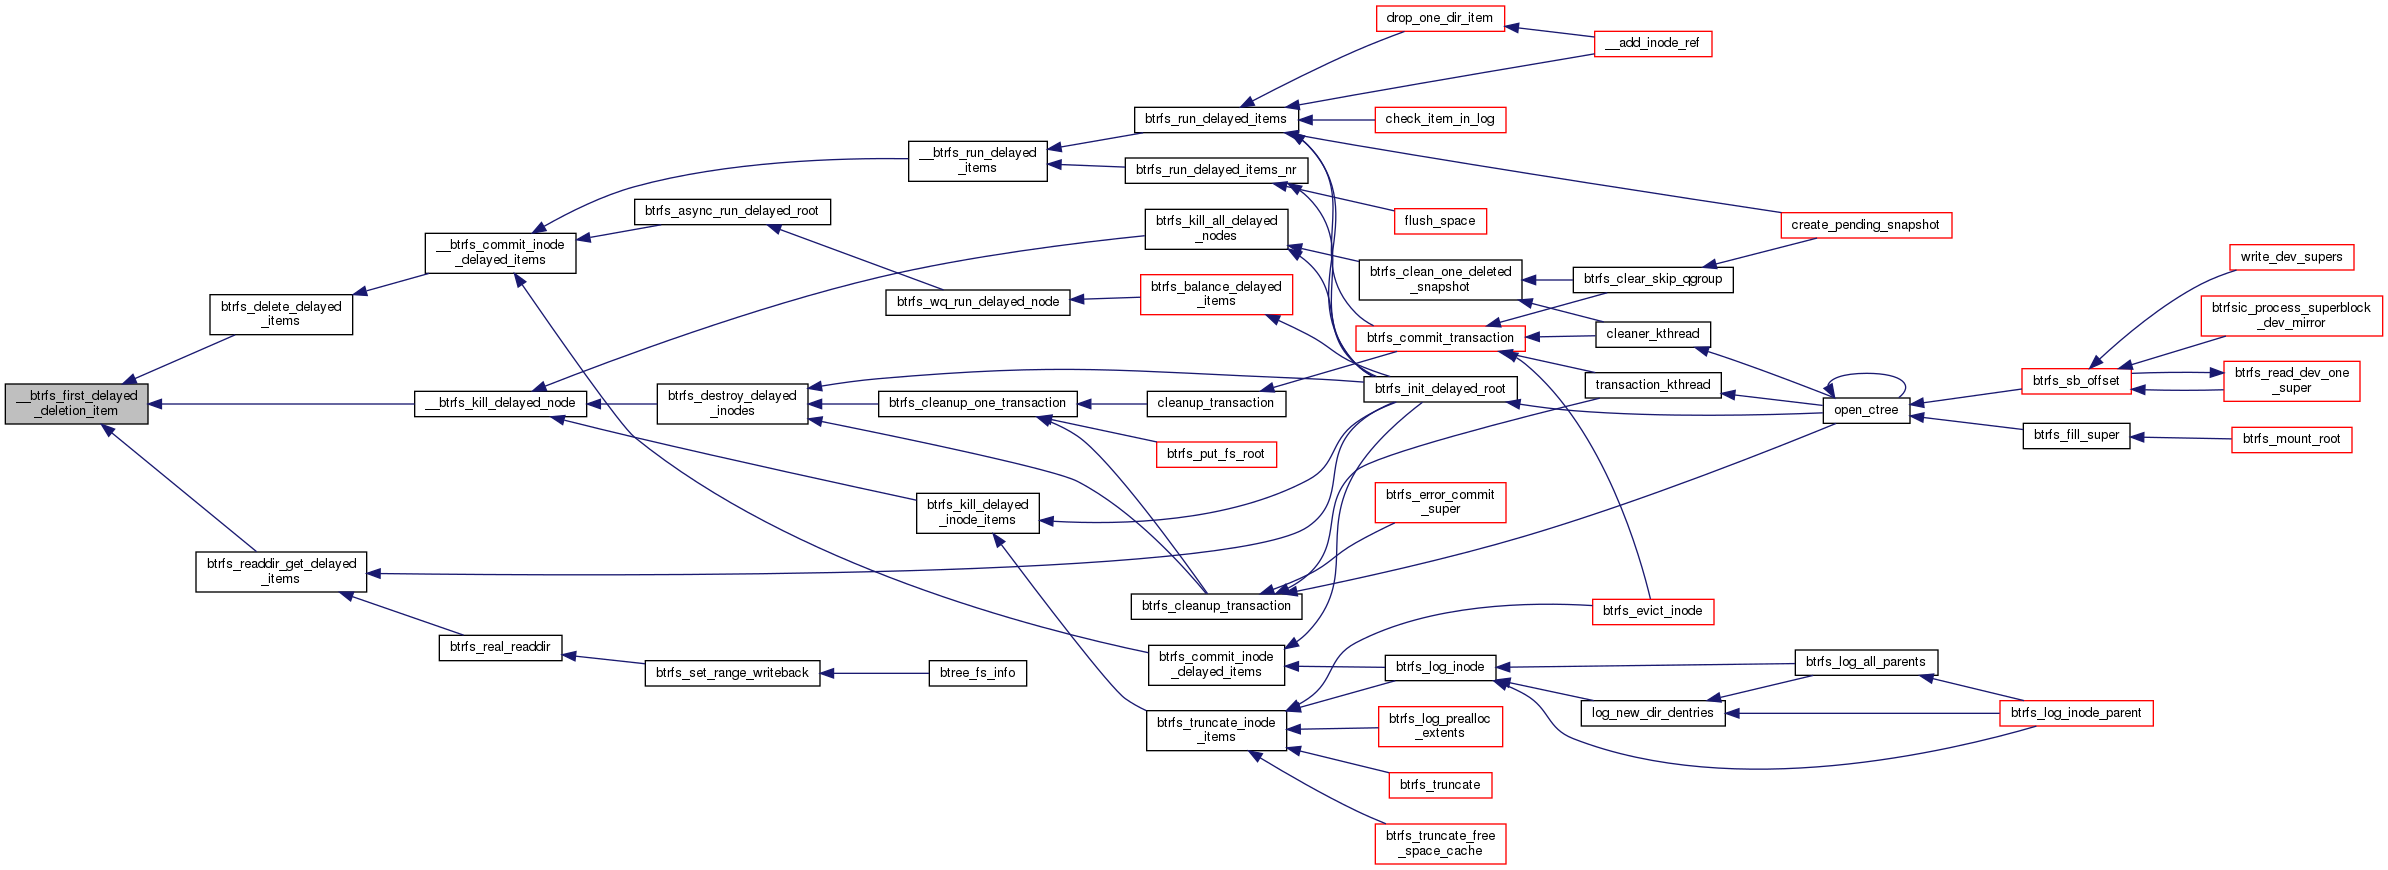 drop_one_dir_item
__add_inode_ref
btrfs_run_delayed_items
check_item_in_log
__btrfs_run_delayed
_items
btrfs_run_delayed_items_nr
btrfs_async_run_delayed_root
btrfs_kill_all_delayed
_nodes
flush_space
create_pending_snapshot
__btrfs_commit_inode
_delayed_items
write_dev_supers
btrfs_clean_one_deleted
_snapshot
btrfs_clear_skip_qgroup
btrfs_delete_delayed
_items
btrfs_wq_run_delayed_node
btrfs_balance_delayed
_items
btrfsic_process_superblock
_dev_mirror
btrfs_commit_transaction
cleaner_kthread
__btrfs_first_delayed
_deletion_item
__btrfs_kill_delayed_node
btrfs_destroy_delayed
_inodes
btrfs_cleanup_one_transaction
cleanup_transaction
btrfs_init_delayed_root
transaction_kthread
open_ctree
btrfs_sb_offset
btrfs_read_dev_one
_super
btrfs_fill_super
btrfs_mount_root
btrfs_put_fs_root
btrfs_kill_delayed
_inode_items
btrfs_error_commit
_super
btrfs_readdir_get_delayed
_items
btrfs_cleanup_transaction
btrfs_evict_inode
btrfs_real_readdir
btrfs_set_range_writeback
btree_fs_info
btrfs_commit_inode
_delayed_items
btrfs_log_inode
btrfs_log_all_parents
btrfs_truncate_inode
_items
btrfs_log_prealloc
_extents
log_new_dir_dentries
btrfs_log_inode_parent
btrfs_truncate
btrfs_truncate_free
_space_cache